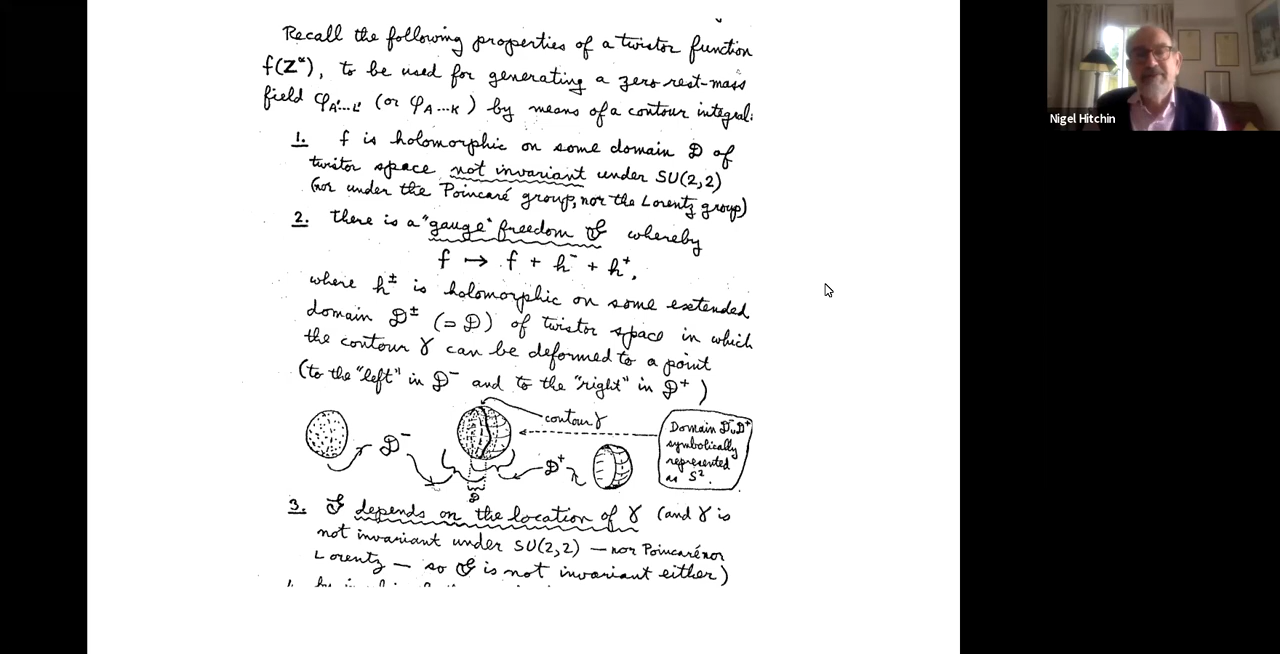 Recall the following properties of a twistor function
f(Zᵅ), to be used for generating a zero rest-mass
field φ_A'...L' (or φ_A...K) by means of a contour integral:
1. f is holomorphic on some domain 𝒟 of
twistor space not invariant under SU(2,2)
(nor under the Poincaré group, nor the Lorentz group)
2. there is a "gauge" freedom 𝒢 whereby
f ↦ f + h⁻ + h⁺,
where h± is holomorphic on some extended
domain 𝒟± (⊃ 𝒟) of twistor space in which
the contour γ can be deformed to a point
(to the "left" in 𝒟⁻ and to the "right" in 𝒟⁺)
contour γ
𝒟⁻
𝒟⁺
𝒟
Domain 𝒟⁻∪𝒟⁺
symbolically
represented
as S².
3. 𝒢 depends on the location of γ (and γ is
not invariant under SU(2,2) — nor Poincaré nor
Lorentz — so 𝒢 is not invariant either)
Nigel Hitchin